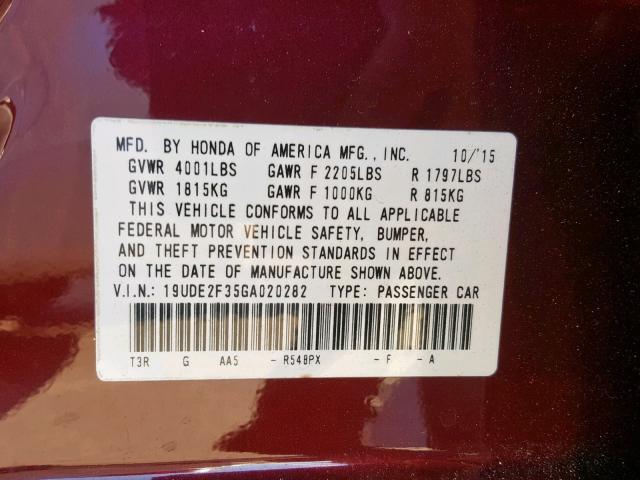 MFD. BY HONDA OF AMERICA MFG., INC. 10/'15
GVWR 4001LBS GAWR F 2205LBS R 1797LBS
GVWR 1815KG GAWR F 1000KG R 815KG
THIS VEHICLE CONFORMS TO ALL APPLICABLE
FEDERAL MOTOR VEHICLE SAFETY, BUMPER,
AND THEFT PREVENTION STANDARDS IN EFFECT
ON THE DATE OF MANUFACTURE SHOWN ABOVE.
V.I.N.: 19UDE2F35GA020282 TYPE: PASSENGER CAR
T3R G AA5 - R548PX - F - A